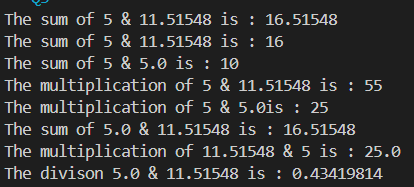 The sum of 5 & 11.51548 is : 16.51548
The sum of 5 & 11.51548 is : 16
The sum of 5 & 5.0 is : 10
The multiplication of 5 & 11.51548 is : 55
The multiplication of 5 & 5.0is : 25
The sum of 5.0 & 11.51548 is : 16.51548
The multiplication of 11.51548 & 5 is : 25.0
The divison 5.0 & 11.51548 is : 0.43419814